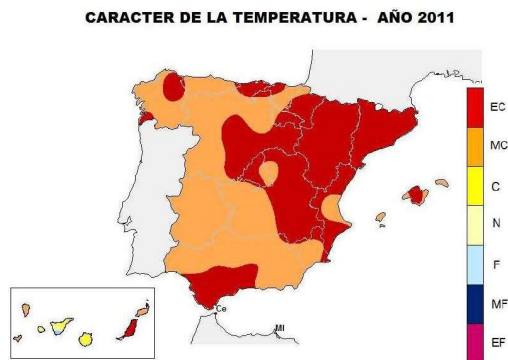 CARACTER DE LA TEMPERATURA - AÑO 2011
EC
MC
C
N
F
MF
EF
Ce
Ml